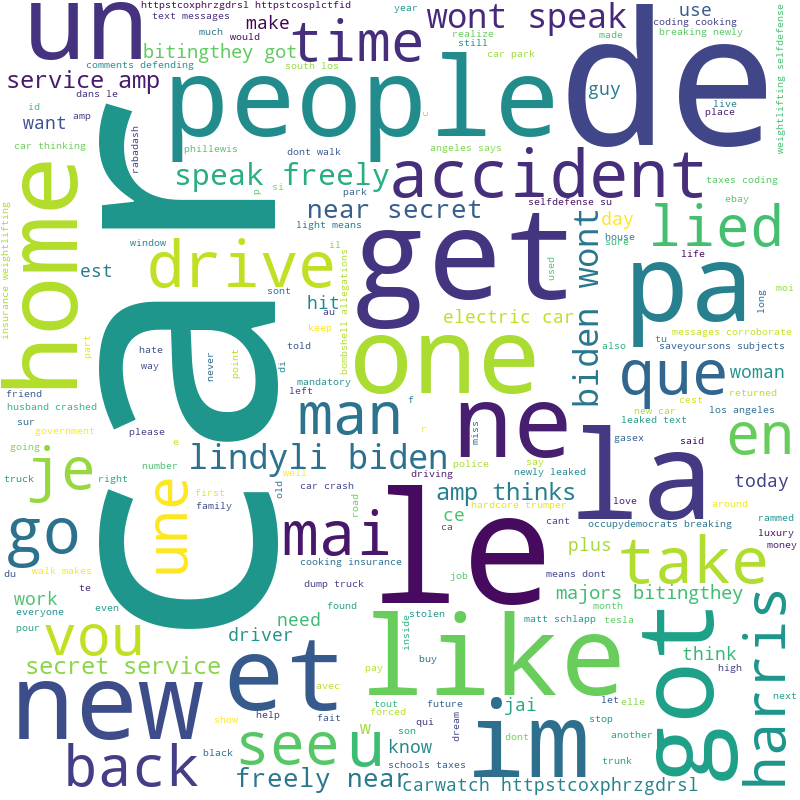 httpstcoxphrzgdrsl httpstcosplctfid
un
text messages
much
would
make
time
wont speak
year
realize
still
use
coding cooking
made
breaking newly
de
bitingthey got
comments defending
service amp
south los
people
car park
guy
dans le
id
amp
want
live
place
weightlifting selfdefense
car thinking
rabadash
phillewis
dont walk
angeles says
c
home
car
speak freely
p
si
accident
taxes coding
ebay
park
selfdefense su
near secret
light means
day
lied
insurance weightlifting
window
drive
il
get
house
sure
life
est
sont
hit
au
bombshell allegations
used
biden wont
pa
long
moi
part
keep
electric car
messages corroborate
tu
also
saveyoursons subjects
hate
way
never
point
told
di
one
que
woman
friend
mandatory
left
man
f
ne
miss
returned
cest
new car
los angeles
husband crashed
sur
please
government
e
r
leaked text
en
going
je
number
lindyli biden
well
police
say
gasex
said
truck
right
driving
newly leaked
la
today
une
first
family
old
car crash
amp thinks
hardcore trumper
love
around
go
mail
road
le
ce
ca
cant
occupydemocrats breaking
rammed
luxury
money
du
walk makes
te
cooking insurance
plus
take
work
everyone
pour
even
dump truck
job
means dont
found
need
driver
vou
like
stolen
inside
majors bitingthey
month
tesla
matt schlapp
got
harris
think
high
secret service
et
pay
buy
let
elle
next
new
avec
tout
forced
future
jai
show
help
fait
son
qui
dream
im
stop
another
see
u
w
know
dont
black
schools taxes
trunk
back
freely near
carwatch httpstcoxphrzgdrsl